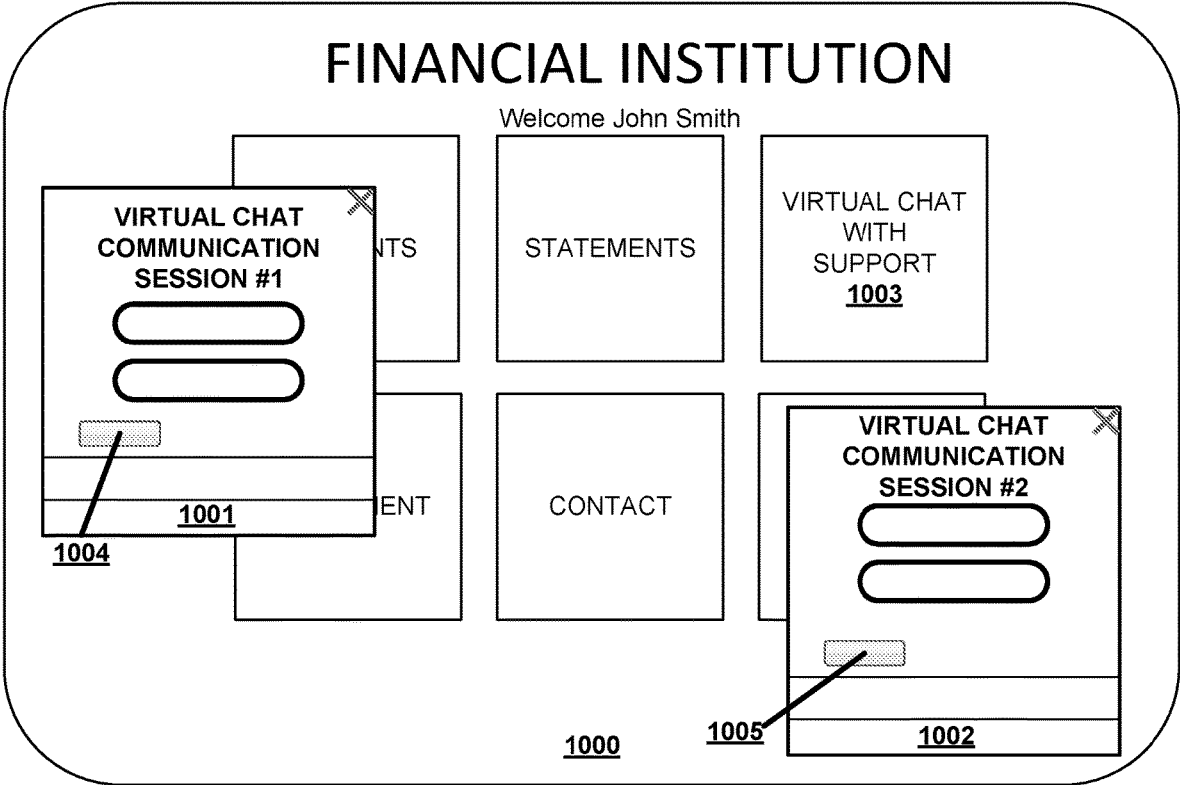 FINANCIAL INSTITUTION
Welcome John Smith
VIRTUAL CHAT
COMMUNICATION
SESSION #1
1001
1004
NTS
STATEMENTS
VIRTUAL CHAT
WITH
SUPPORT
1003
ENT
CONTACT
VIRTUAL CHAT
COMMUNICATION
SESSION #2
1002
1005
1000